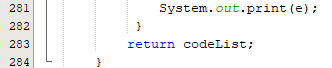 281 System.out.print(e);
282 }
283 return codeList;
284 }